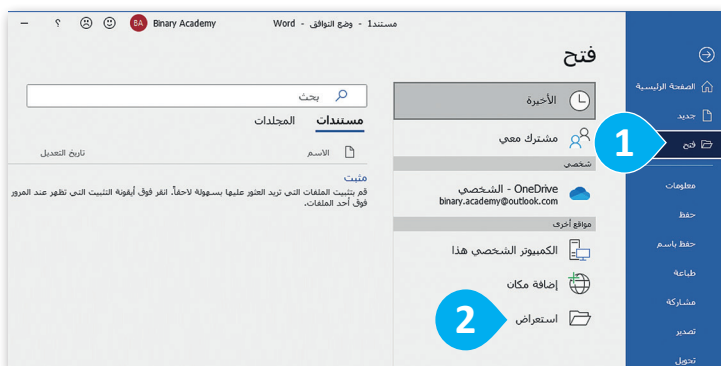 مستند1 - وضع التوافق - Word
Binary Academy
BA
؟
فتح
الصفحة الرئيسية
جديد
فتح
1
معلومات
حفظ
حفظ باسم
طباعة
مشاركة
تصدير
تحويل
الأخيرة
مشترك معي
شخصي
OneDrive - الشخصي
binary.academy@outlook.com
مواقع أخرى
الكمبيوتر الشخصي هذا
إضافة مكان
استعراض
2
بحث
مستندات المجلدات
الاسم تاريخ التعديل
مثبت
قم بتثبيت الملفات التي تريد العثور عليها بسهولة لاحقاً. انقر فوق أيقونة التثبيت التي تظهر عند المرور
فوق أحد الملفات.